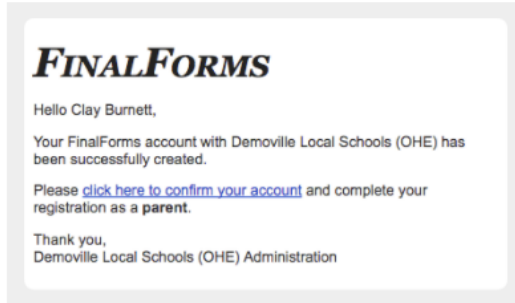 FINALFORMS
Hello Clay Burnett,
Your FinalForms account with Demoville Local Schools (OHE) has
been successfully created.
Please click here to confirm your account and complete your
registration as a parent.
Thank you,
Demoville Local Schools (OHE) Administration